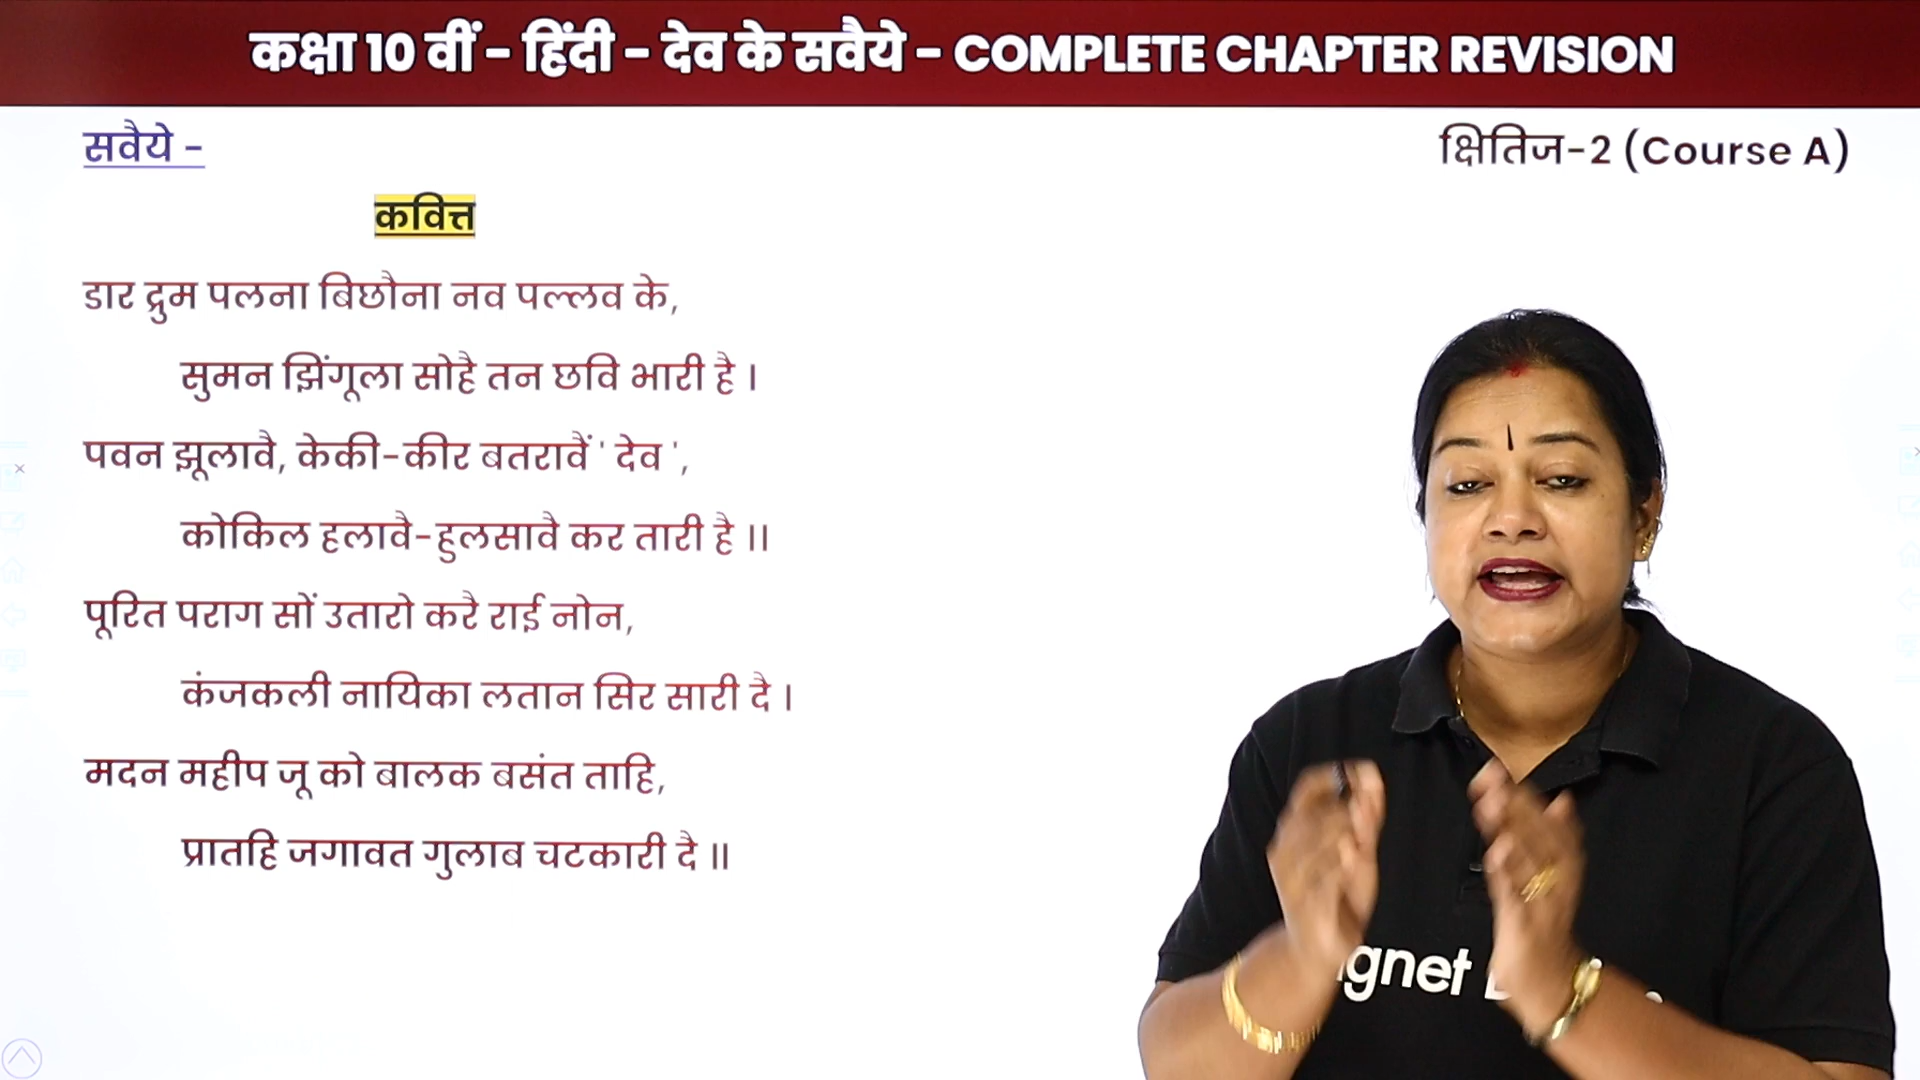 कक्षा 10 वीं - हिंदी - देव के सवैये - COMPLETE CHAPTER REVISION
सवैये -
क्षितिज-2 (Course A)
कवित्त
डार द्रुम पलना बिछौना नव पल्लव के,
सुमन झिंगूला सोहै तन छवि भारी है ।
पवन झूलावै, केकी-कीर बतरावैं ' देव ',
कोकिल हलावै-हुलसावै कर तारी है ।।
पूरित पराग सों उतारो करै राई नोन,
कंजकली नायिका लतान सिर सारी दै ।
मदन महीप जू को बालक बसंत ताहि,
प्रातहि जगावत गुलाब चटकारी दै ॥
gnet